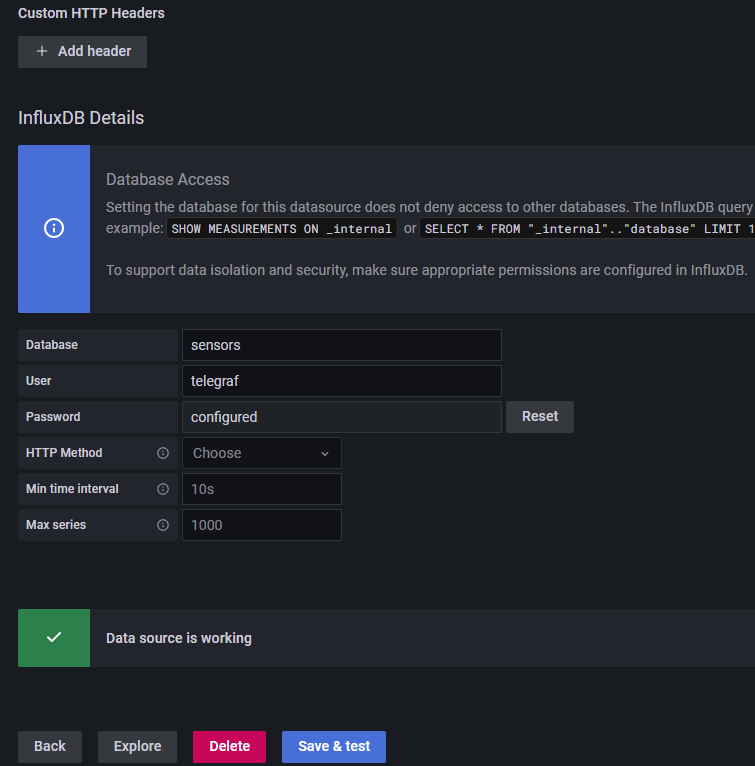 Custom HTTP Headers
+ Add header
InfluxDB Details
Database Access
Setting the database for this datasource does not deny access to other databases. The InfluxDB query
example: SHOW MEASUREMENTS ON _internal or SELECT * FROM "_internal".."database" LIMIT 1
To support data isolation and security, make sure appropriate permissions are configured in InfluxDB.
Database sensors
User telegraf
Password configured Reset
HTTP Method Choose
Min time interval 10s
Max series 1000
Data source is working
Back Explore Delete Save & test